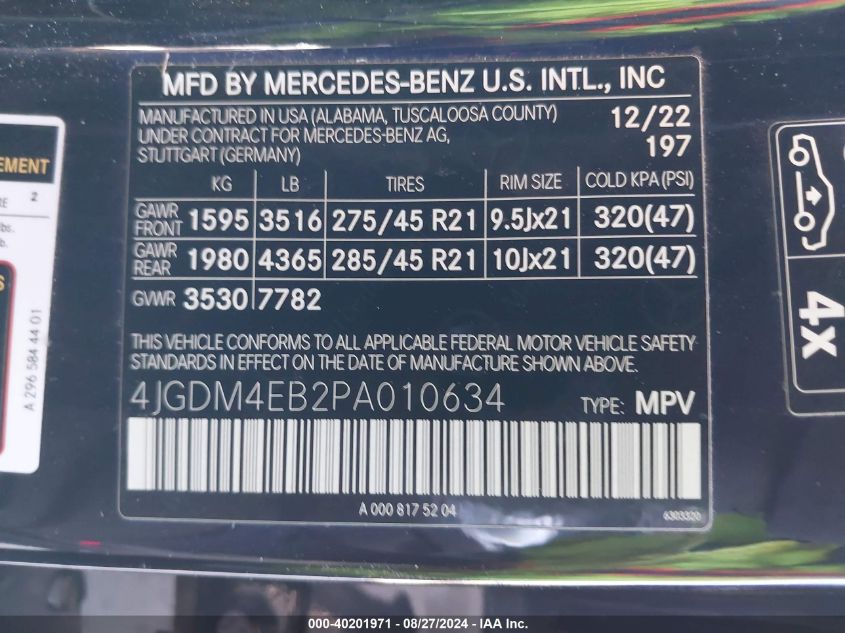 MFD BY MERCEDES-BENZ U.S. INTL., INC
MANUFACTURED IN USA (ALABAMA, TUSCALOOSA COUNTY) 12/22
UNDER CONTRACT FOR MERCEDES-BENZ AG, 197
STUTTGART (GERMANY)
KG LB TIRES RIM SIZE COLD KPA(PSI)
GAWR FRONT 1595 3516 275/45 R21 9.5Jx21 320(47)
GAWR REAR 1980 4365 285/45 R21 10Jx21 320(47)
GVWR 3530 7782
THIS VEHICLE CONFORMS TO ALL APPLICABLE FEDERAL MOTOR VEHICLE SAFETY
STANDARDS IN EFFECT ON THE DATE OF MANUFACTURE SHOWN ABOVE.
4JGDM4EB2PA010634 TYPE: MPV
A 000 817 52 04
6303320
EMENT
2
lbs.
lb.
S
A 296 584 44 01
4x
000-40201971 - 08/27/2024 - IAA Inc.